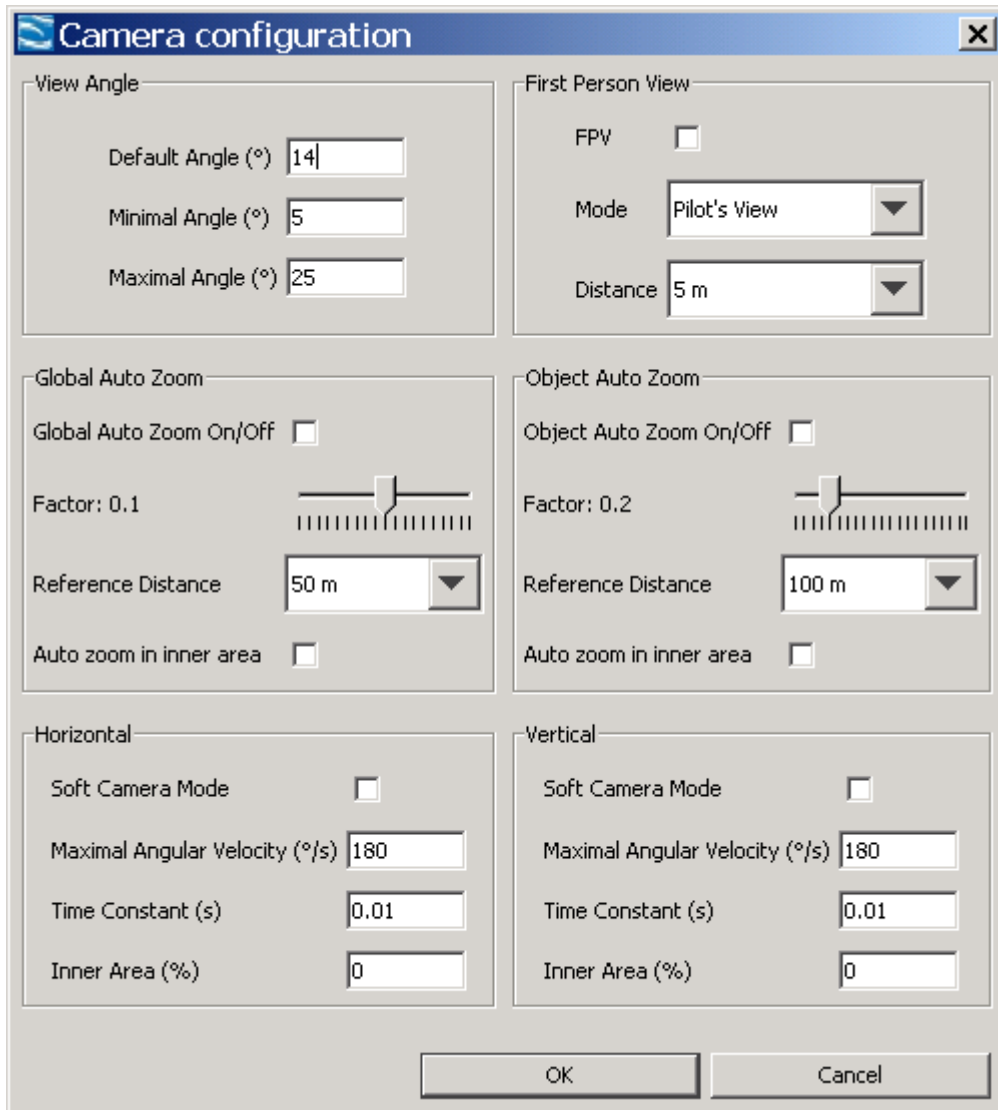 Camera configuration
View Angle
Default Angle (°) 14
Minimal Angle (°) 5
Maximal Angle (°) 25
First Person View
FPV
Mode Pilot's View
Distance 5 m
Global Auto Zoom
Global Auto Zoom On/Off
Factor: 0.1
Reference Distance 50 m
Auto zoom in inner area
Object Auto Zoom
Object Auto Zoom On/Off
Factor: 0.2
Reference Distance 100 m
Auto zoom in inner area
Horizontal
Soft Camera Mode
Maximal Angular Velocity (°/s) 180
Time Constant (s) 0.01
Inner Area (%) 0
Vertical
Soft Camera Mode
Maximal Angular Velocity (°/s) 180
Time Constant (s) 0.01
Inner Area (%) 0
OK Cancel